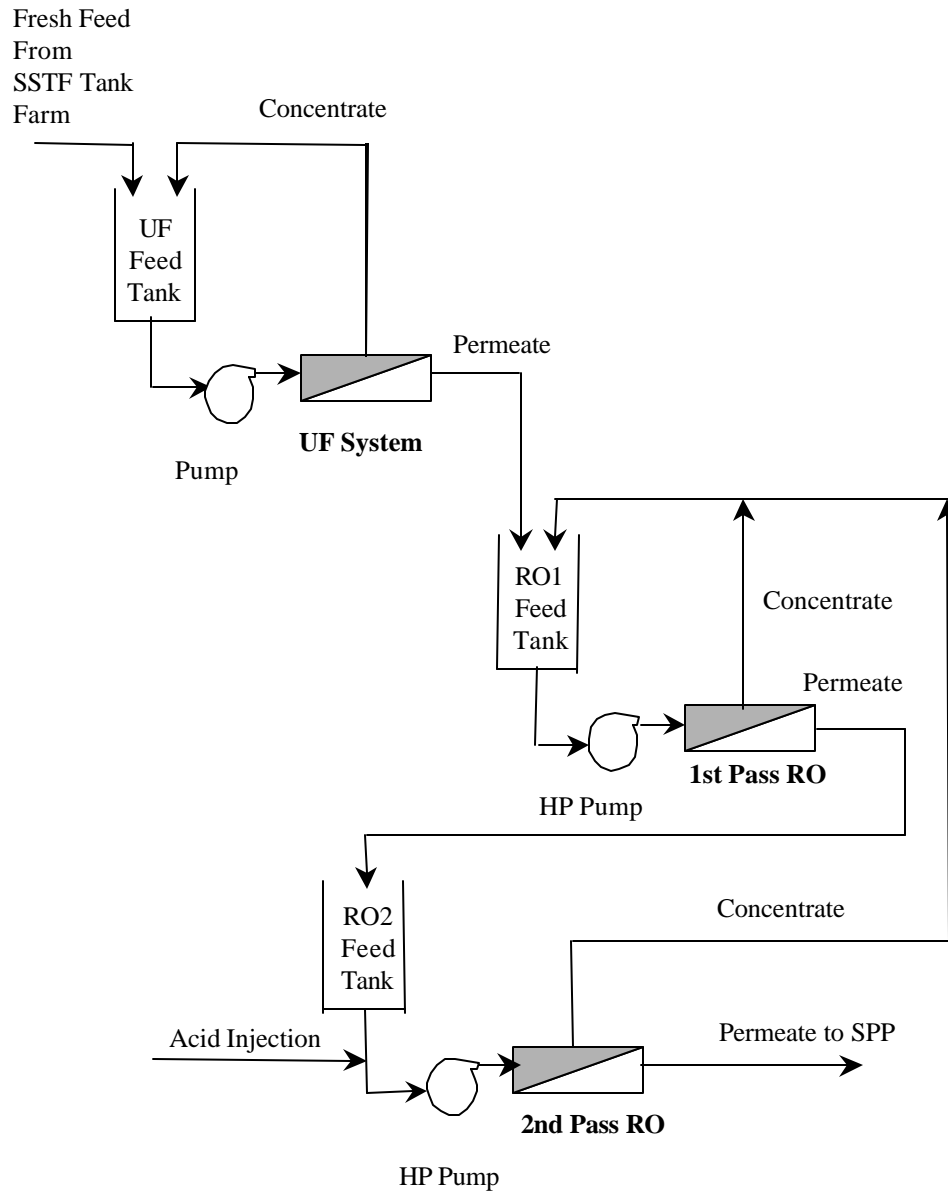 Fresh Feed
From
SSTF Tank
Farm
Concentrate
UF
Feed
Tank
Permeate
UF System
Pump
RO1
Feed
Tank
Concentrate
Permeate
1st Pass RO
HP Pump
RO2
Feed
Tank
Concentrate
Acid Injection
Permeate to SPP
2nd Pass RO
HP Pump